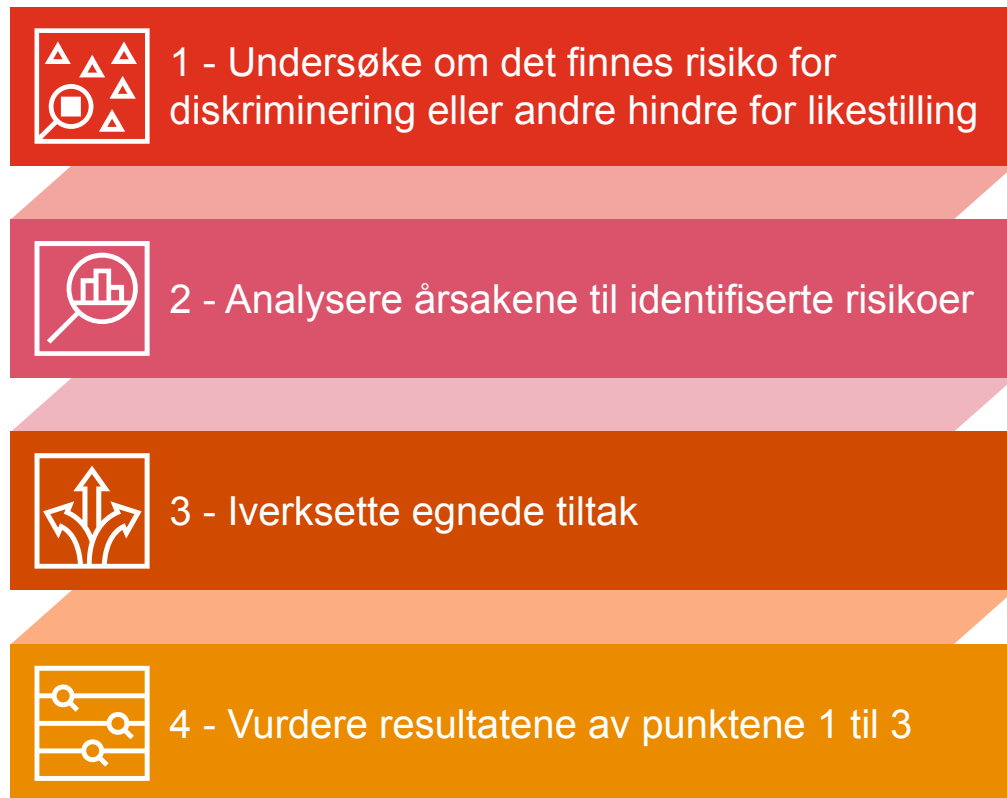 1 - Undersøke om det finnes risiko for
diskriminering eller andre hindre for likestilling
2 - Analysere årsakene til identifiserte risikoer
3 - Iverksette egnede tiltak
4 - Vurdere resultatene av punktene 1 til 3